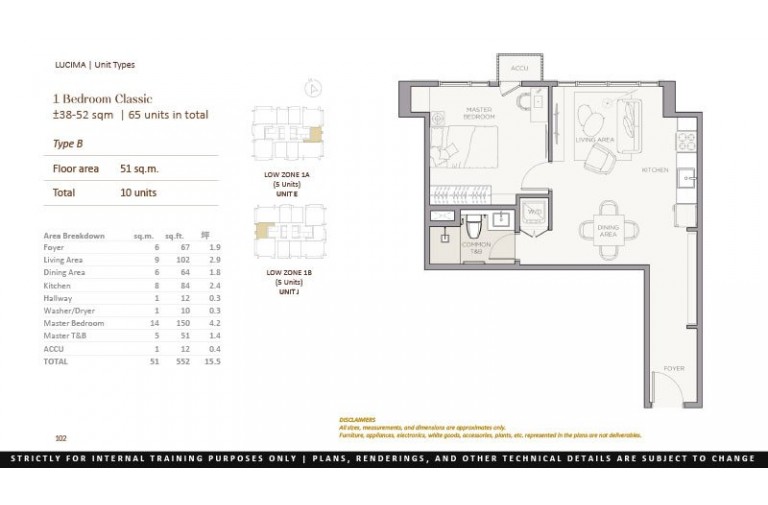 LUCIMA | Unit Types
1 Bedroom Classic
±38-52 sqm | 65 units in total
Type B
Floor area 51 sq.m.
Total 10 units
Area Breakdown sq.m. sq.ft. 坪
Foyer 6 67 1.9
Living Area 9 102 2.9
Dining Area 6 64 1.8
Kitchen 8 84 2.4
Hallway 1 12 0.3
Washer/Dryer 1 10 0.3
Master Bedroom 14 150 4.2
Master T&B 5 51 1.4
ACCU 1 12 0.4
TOTAL 51 552 15.5
102
LOW ZONE 1A
(5 Units)
UNIT E
LOW ZONE 1B
(5 Units)
UNIT J
ACCU
MASTER
BEDROOM
LIVING AREA
KITCHEN
W/D
DINING
AREA
COMMON
T&B
FOYER
DISCLAIMERS
All sizes, measurements, and dimensions are approximates only.
Furniture, appliances, electronics, white goods, accessories, plants, etc. represented in the plans are not deliverables.
STRICTLY FOR INTERNAL TRAINING PURPOSES ONLY | PLANS, RENDERINGS, AND OTHER TECHNICAL DETAILS ARE SUBJECT TO CHANGE